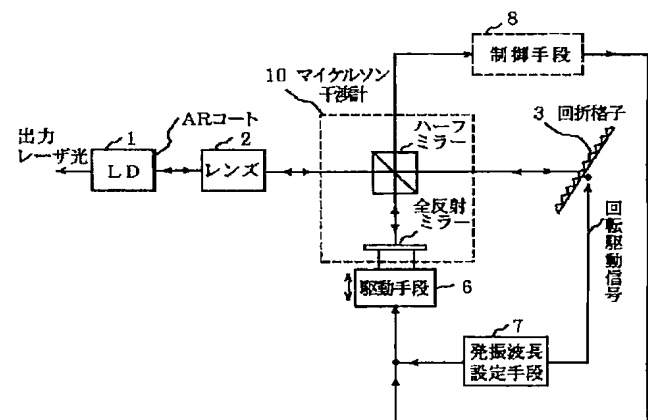 8
制御手段
10 マイケルソン
干渉計
3 回折格子
ARコート
出力
レーザ光
1
LD
2
レンズ
ハーフ
ミラー
全反射
ミラー
回転駆動信号
駆動手段
6
7
発振波長
設定手段